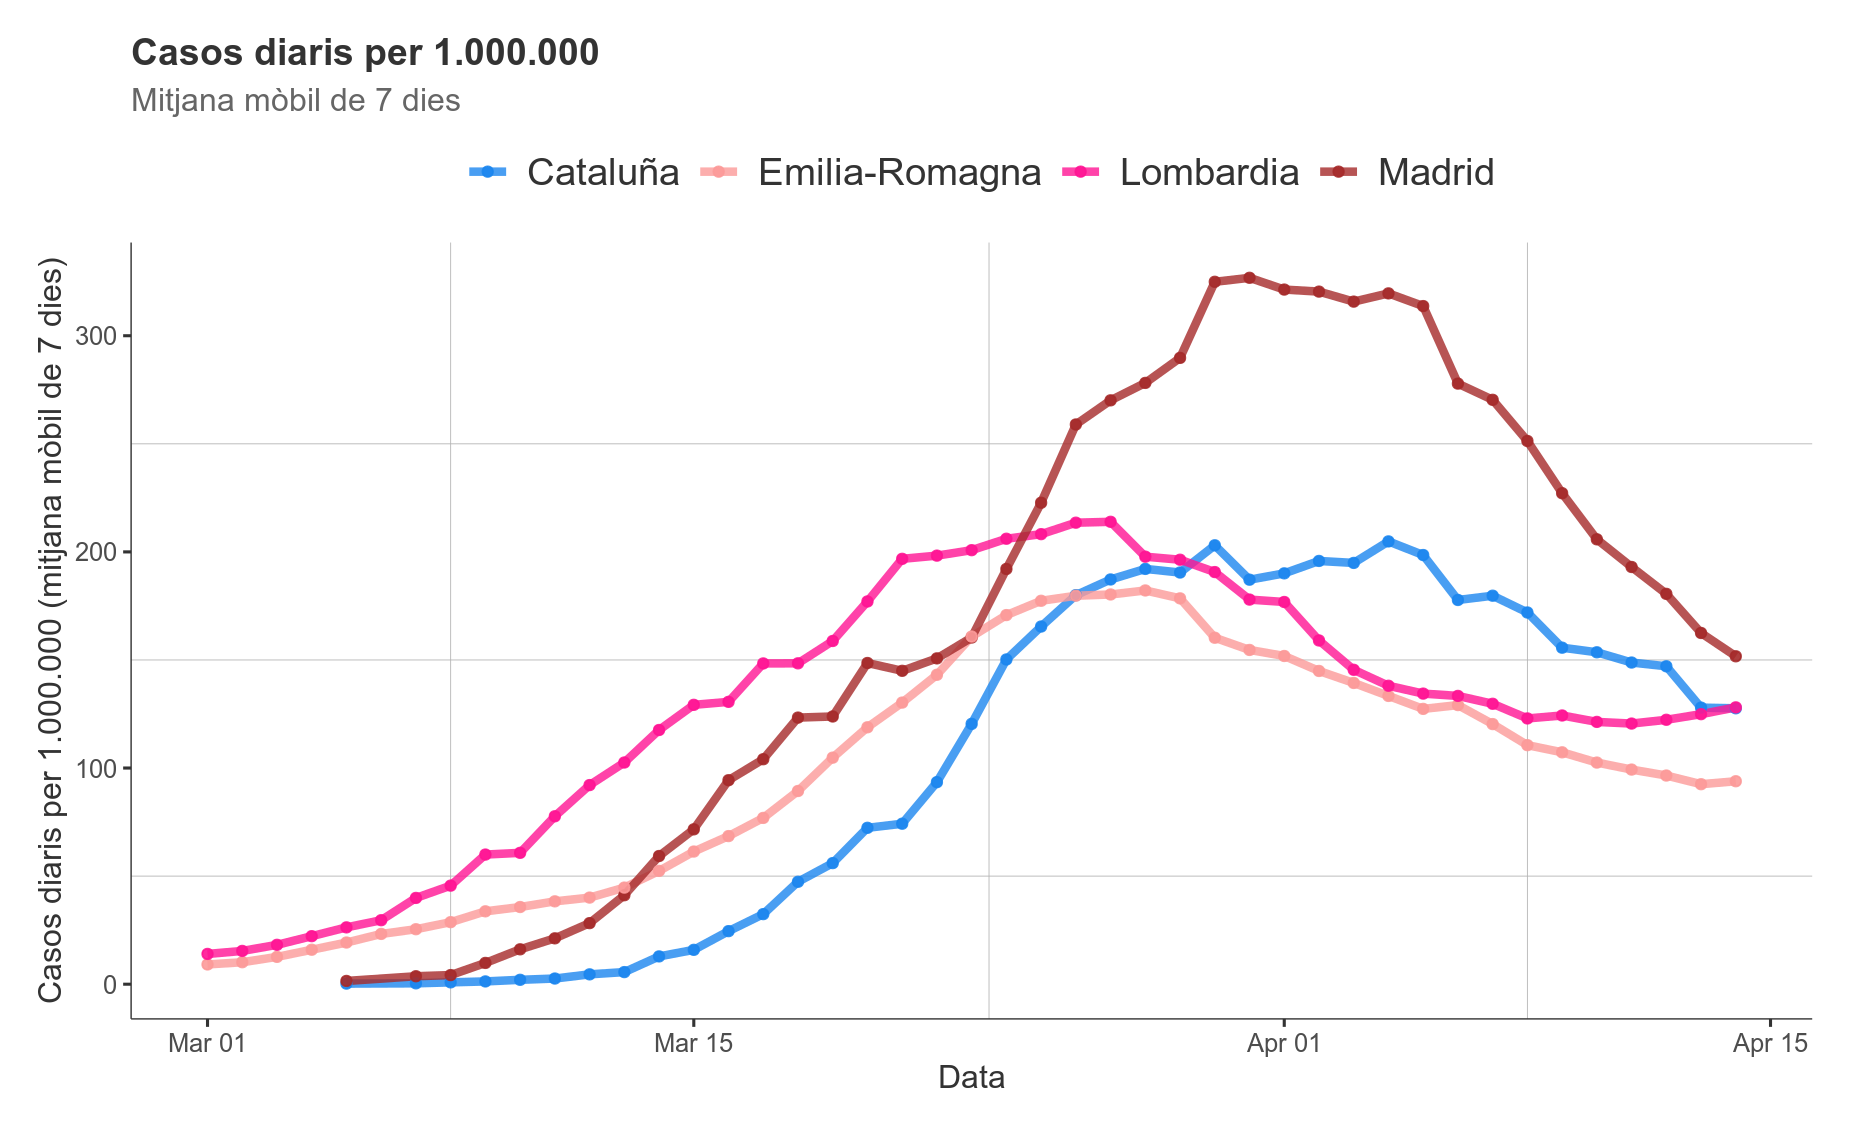 Casos diaris per 1.000.000
Mitjana mòbil de 7 dies
Cataluña Emilia-Romagna Lombardia Madrid
Casos diaris per 1.000.000 (mitjana mòbil de 7 dies)
300
200
100
0
Mar 01 Mar 15 Apr 01 Apr 15
Data